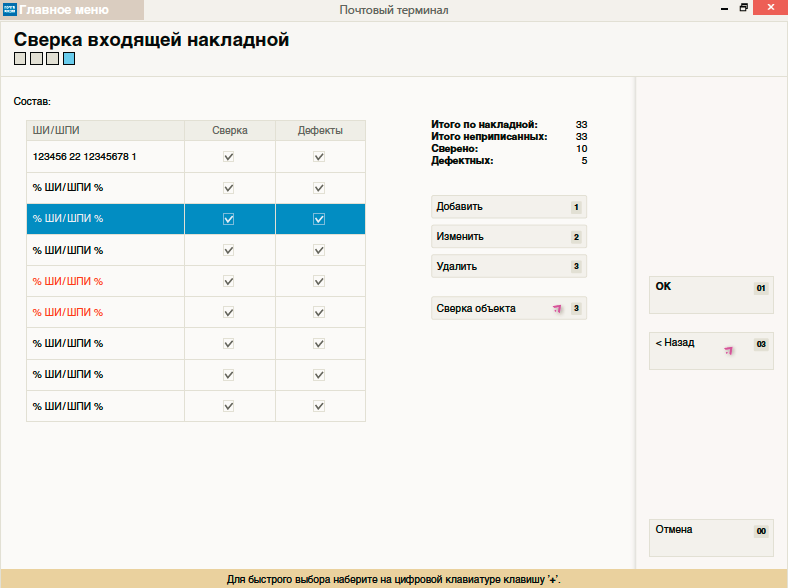 Главное меню
Почтовый терминал
Сверка входящей накладной
Состав:
ШИ/ШПИ Сверка Дефекты
123456 22 12345678 1
% ШИ/ШПИ %
% ШИ/ШПИ %
% ШИ/ШПИ %
% ШИ/ШПИ %
% ШИ/ШПИ %
% ШИ/ШПИ %
% ШИ/ШПИ %
% ШИ/ШПИ %
Итого по накладной: 33
Итого неприписанных: 33
Сверено: 10
Дефектных: 5
Добавить 1
Изменить 2
Удалить 3
Сверка объекта 3
ОК 01
< Назад 03
Отмена 00
Для быстрого выбора наберите на цифровой клавиатуре клавишу '+'.